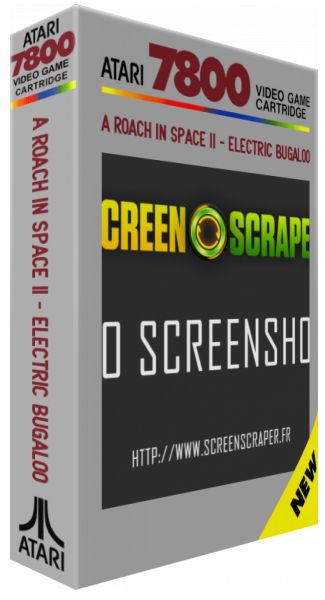 ATARI
7800
VIDEO GAME
CARTRIDGE
A ROACH IN SPACE II - ELECTRIC BUGALOO
ATARI
ATARI 7800 VIDEO GAME
CARTRIDGE
A ROACH IN SPACE II - ELECTRIC BUGALOO
CREEN SCRAPE
O SCREENSHO
HTTP://WWW.SCREENSCRAPER.FR
NEW